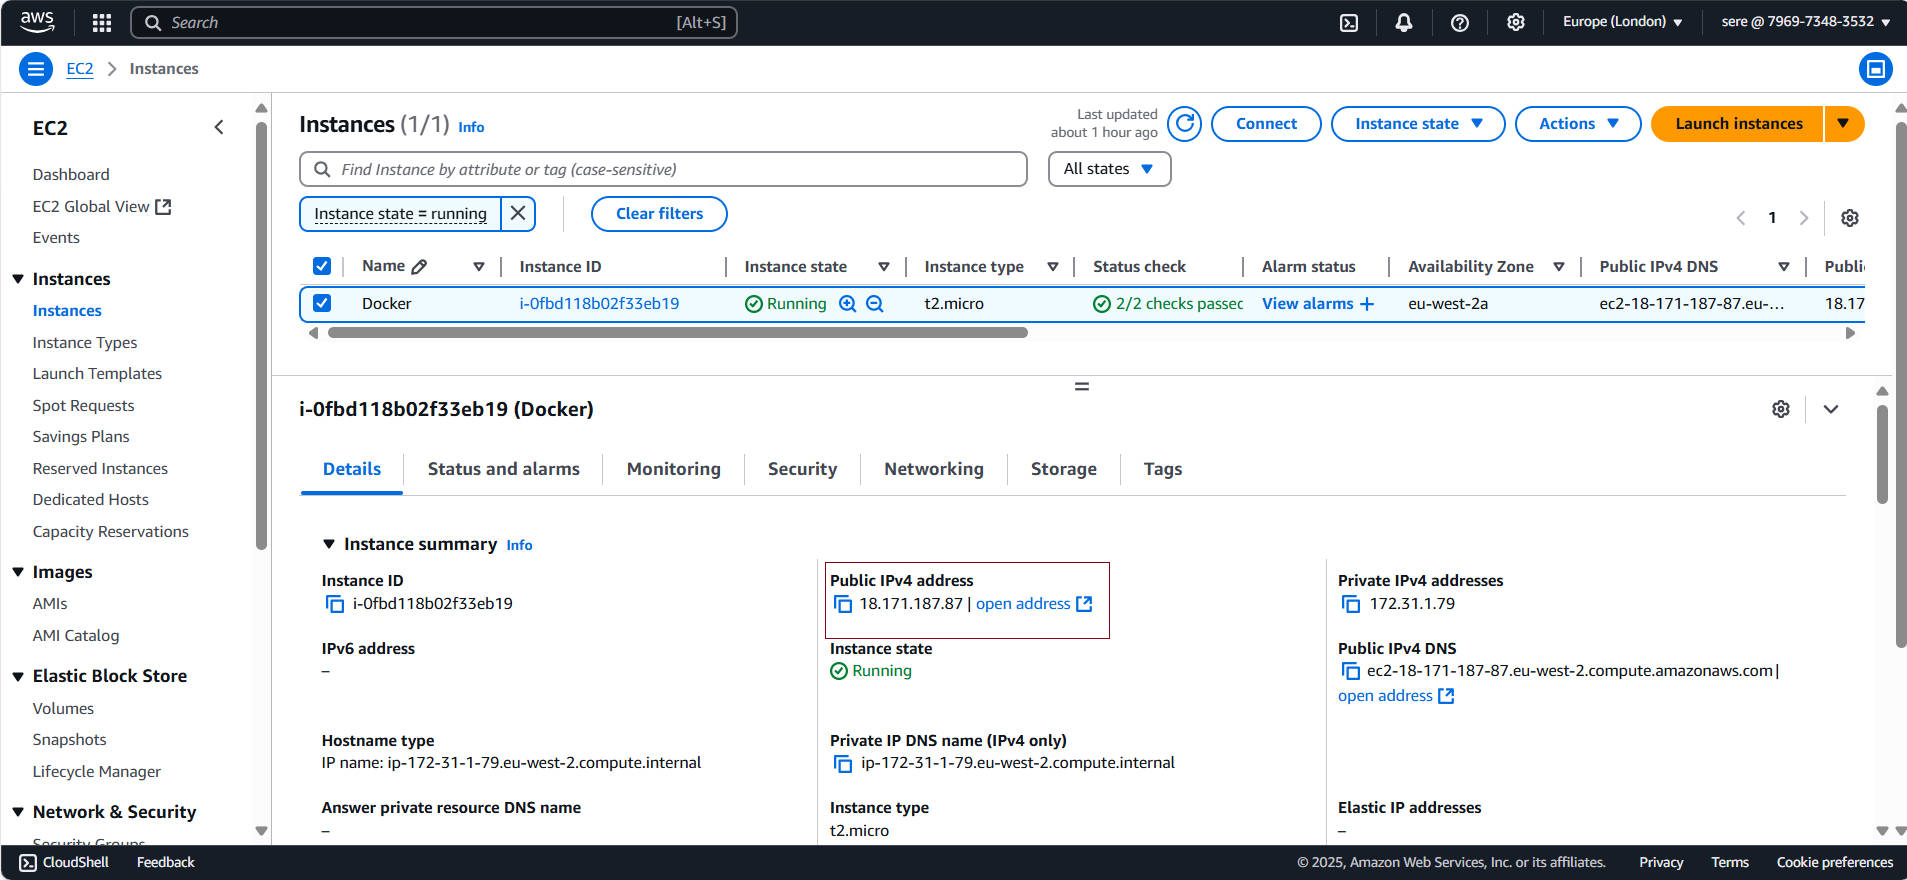 aws
Search [Alt+S]
Europe (London)
sere @ 7969-7348-3532
EC2
Instances
EC2
Dashboard
EC2 Global View
Events
Instances
Instances
Instance Types
Launch Templates
Spot Requests
Savings Plans
Reserved Instances
Dedicated Hosts
Capacity Reservations
Images
AMIs
AMI Catalog
Elastic Block Store
Volumes
Snapshots
Lifecycle Manager
Network & Security
Security Groups
Instances (1/1) Info
Last updated
about 1 hour ago
Connect
Instance state
Actions
Launch instances
Find Instance by attribute or tag (case-sensitive)
All states
Instance state = running
Clear filters
1
Name Instance ID Instance state Instance type Status check Alarm status Availability Zone Public IPv4 DNS Publi
Docker i-0fbd118b02f33eb19 Running t2.micro 2/2 checks passec View alarms + eu-west-2a ec2-18-171-187-87.eu-... 18.17
i-0fbd118b02f33eb19 (Docker)
Details
Status and alarms
Monitoring
Security
Networking
Storage
Tags
Instance summary Info
Instance ID
i-0fbd118b02f33eb19
Public IPv4 address
18.171.187.87 | open address
Private IPv4 addresses
172.31.1.79
IPv6 address
–
Instance state
Running
Public IPv4 DNS
ec2-18-171-187-87.eu-west-2.compute.amazonaws.com |
open address
Hostname type
IP name: ip-172-31-1-79.eu-west-2.compute.internal
Private IP DNS name (IPv4 only)
ip-172-31-1-79.eu-west-2.compute.internal
Answer private resource DNS name
–
Instance type
t2.micro
Elastic IP addresses
–
CloudShell
Feedback
© 2025, Amazon Web Services, Inc. or its affiliates.
Privacy
Terms
Cookie preferences